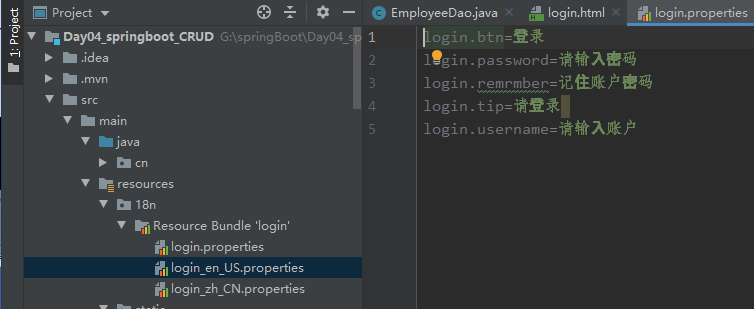 1: Project
Project
EmployeeDao.java
login.html
login.properties
Day04_springboot_CRUD G:\springBoot\Day04_sp
.idea
.mvn
src
main
java
cn
resources
18n
Resource Bundle 'login'
login.properties
login_en_US.properties
login_zh_CN.properties
static
1 login.btn=登录
2 login.password=请输入密码
3 login.remrmber=记住账户密码
4 login.tip=请登录
5 login.username=请输入账户